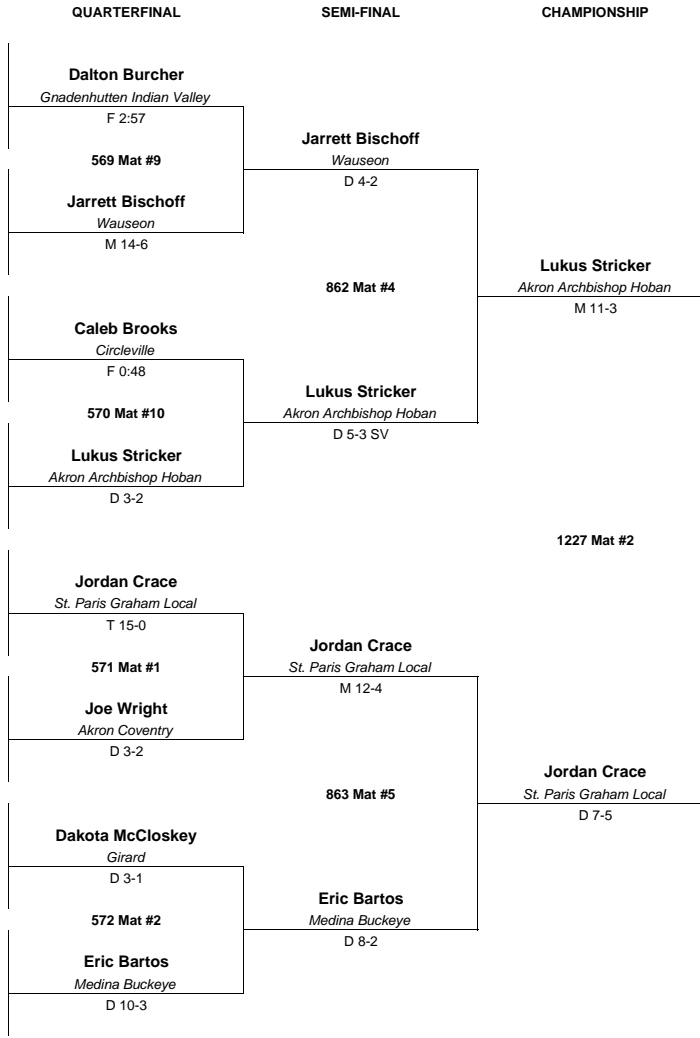 QUARTERFINAL SEMI-FINAL CHAMPIONSHIP
Dalton Burcher
Gnadenhutten Indian Valley
F 2:57
569 Mat #9
Jarrett Bischoff
Wauseon
M 14-6
Caleb Brooks
Circleville
F 0:48
570 Mat #10
Lukus Stricker
Akron Archbishop Hoban
D 3-2
Jordan Crace
St. Paris Graham Local
T 15-0
571 Mat #1
Joe Wright
Akron Coventry
D 3-2
Dakota McCloskey
Girard
D 3-1
572 Mat #2
Eric Bartos
Medina Buckeye
D 10-3
Jarrett Bischoff
Wauseon
D 4-2
862 Mat #4
Lukus Stricker
Akron Archbishop Hoban
D 5-3 SV
Jordan Crace
St. Paris Graham Local
M 12-4
863 Mat #5
Eric Bartos
Medina Buckeye
D 8-2
Lukus Stricker
Akron Archbishop Hoban
M 11-3
1227 Mat #2
Jordan Crace
St. Paris Graham Local
D 7-5